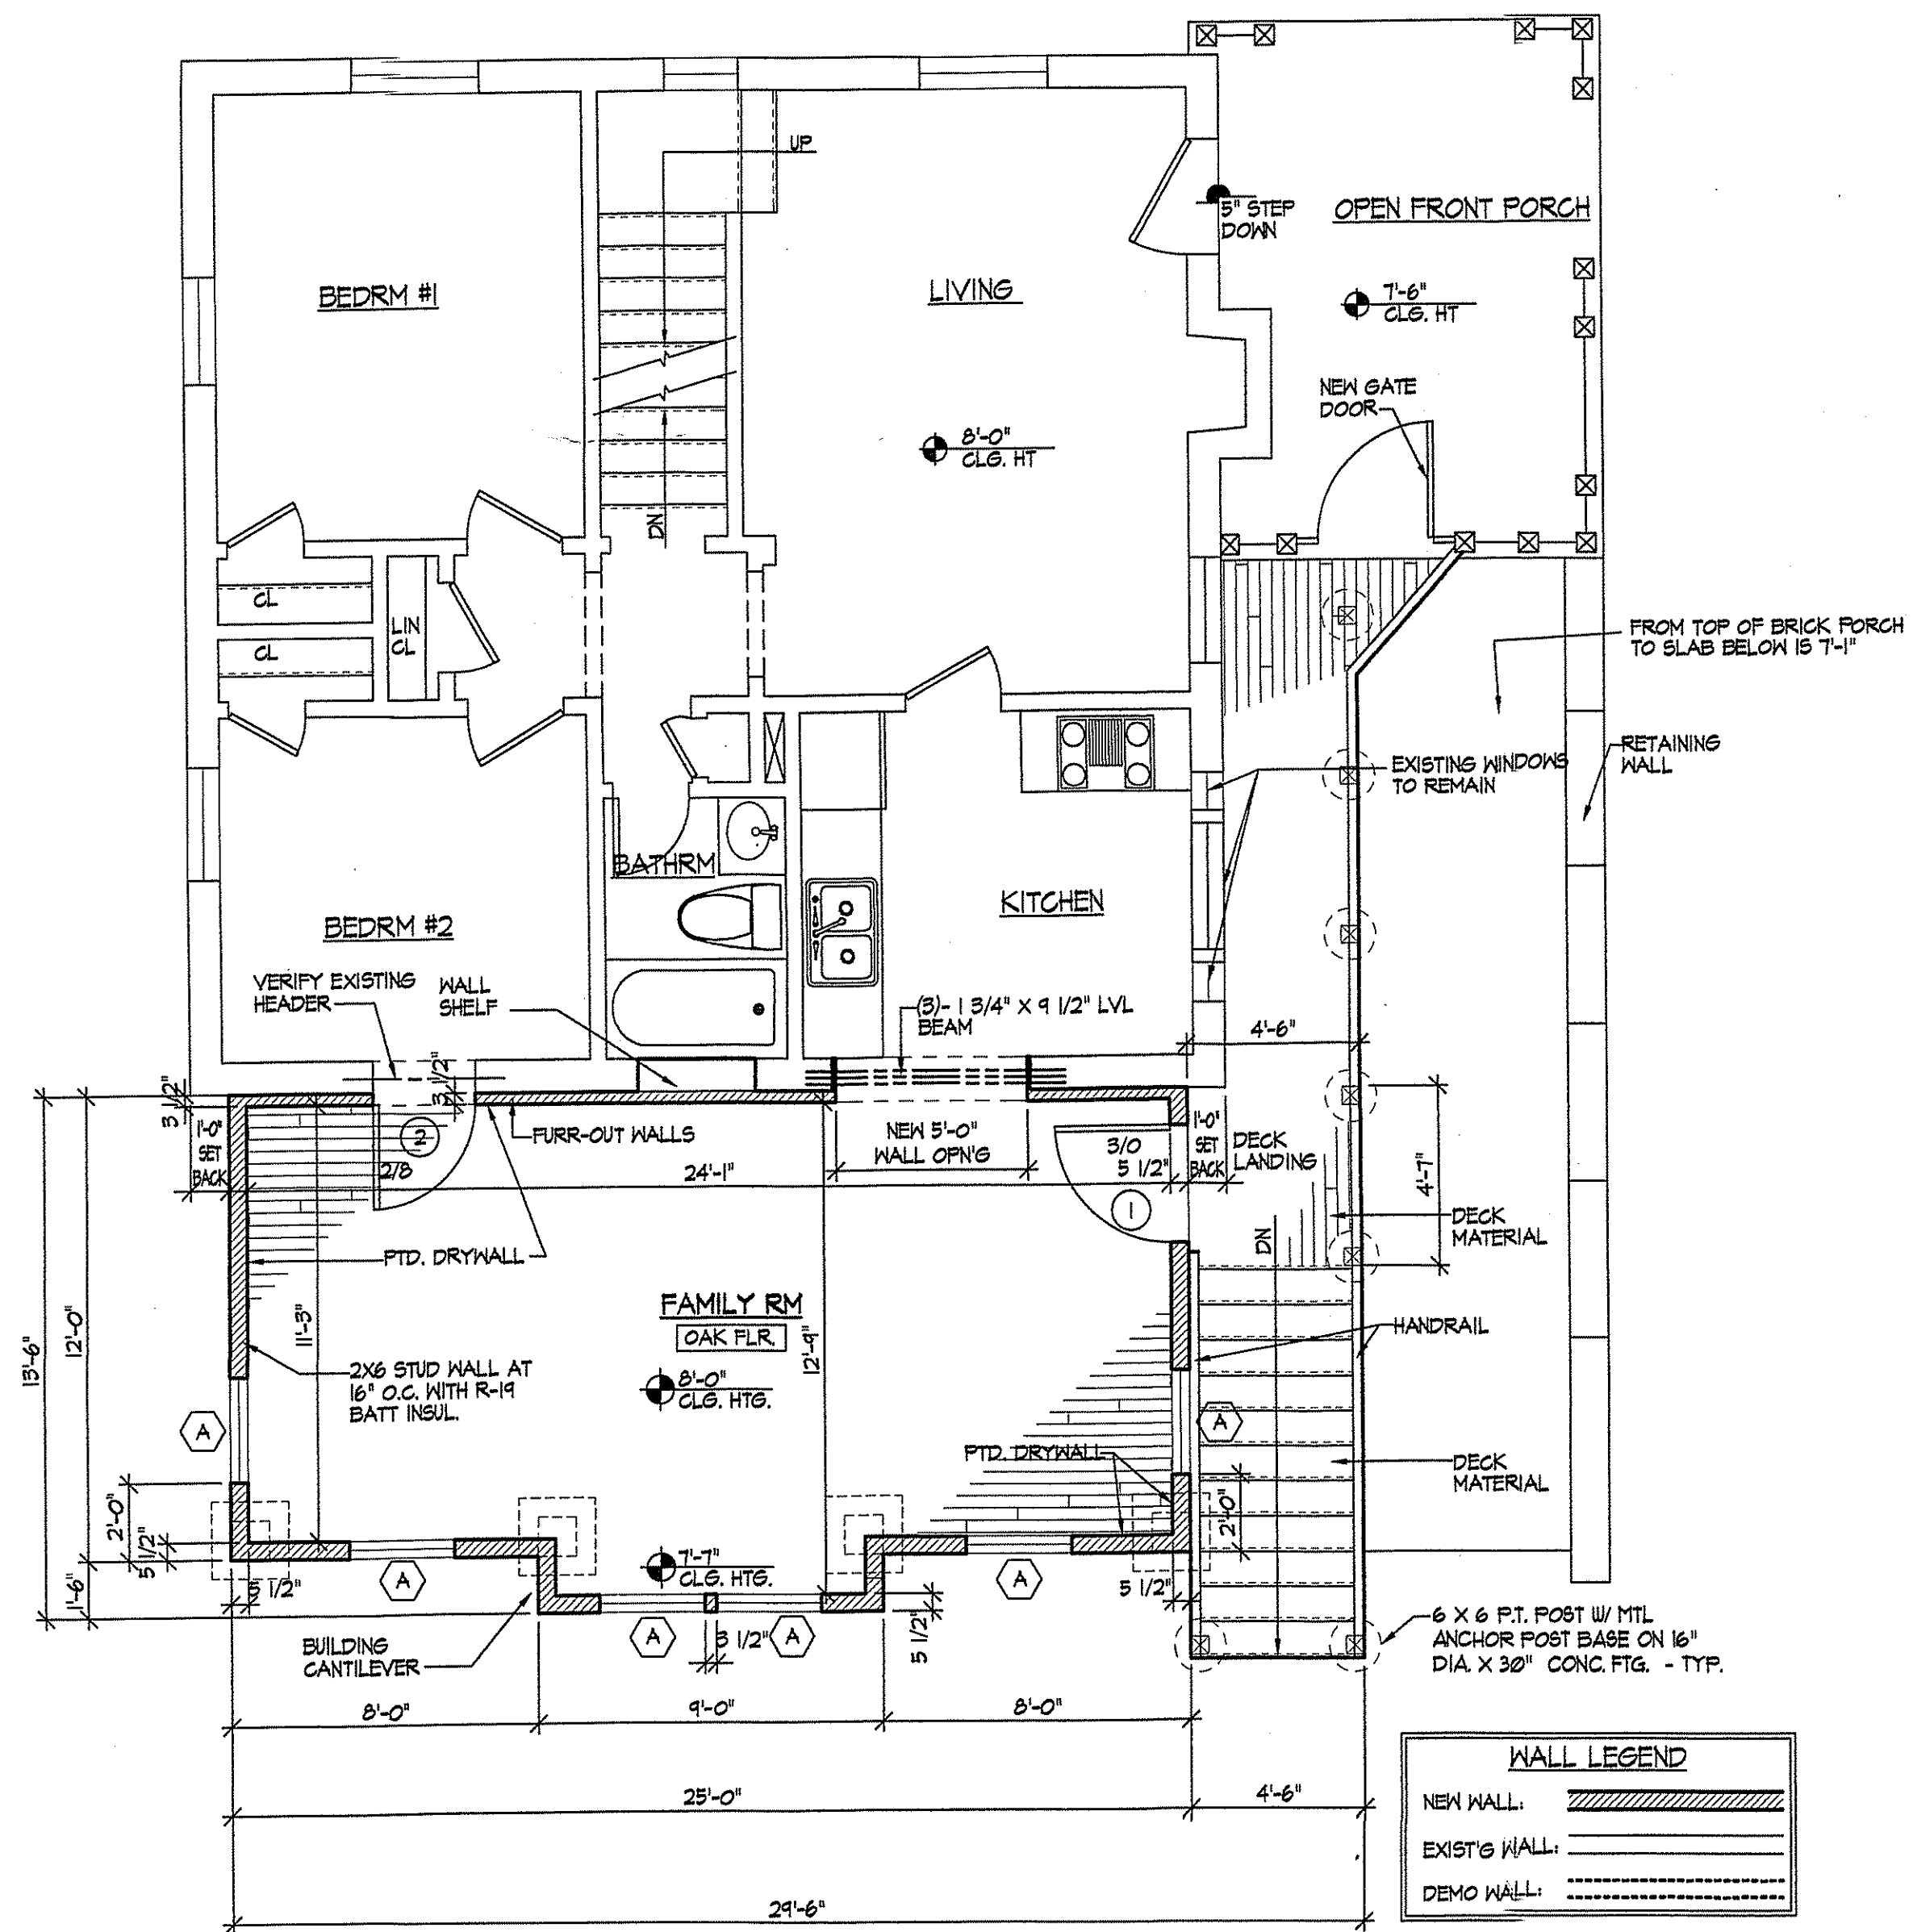 UP
5" STEP
DOWN
OPEN FRONT PORCH
BEDRM #1
LIVING
7'-6"
CLG. HT
NEW GATE
DOOR
8'-0"
CLG. HT
DN
CL
LIN
CL
CL
FROM TOP OF BRICK PORCH
TO SLAB BELOW IS 7'-1"
RETAINING
WALL
EXISTING WINDOWS
TO REMAIN
BATHRM
KITCHEN
BEDRM #2
VERIFY EXISTING
HEADER
WALL
SHELF
(3)- 1 3/4" X 9 1/2" LVL
BEAM
4'-6"
3 1/2"
3 1/2"
1'-0"
SET
BACK
2
2/8
FURR-OUT WALLS
NEW 5'-0"
WALL OPN'G
3/0
5 1/2"
1'-0"
SET
BACK
DECK
LANDING
4'-7"
24'-1"
1
DECK
MATERIAL
DN
PTD. DRYWALL
FAMILY RM
OAK FLR.
HANDRAIL
13'-6"
12'-0"
11'-3"
12'-9"
2X6 STUD WALL AT
16" O.C. WITH R-19
BATT INSUL.
8'-0"
CLG. HTG.
A
A
PTD. DRYWALL
DECK
MATERIAL
2'-0"
5 1/2"
2'-0"
1'-6"
5 1/2"
A
7'-7"
CLG. HTG.
A
5 1/2"
BUILDING
CANTILEVER
A
3 1/2"
A
5 1/2"
6 X 6 P.T. POST W/ MTL
ANCHOR POST BASE ON 16"
DIA. X 30" CONC. FTG. - TYP.
8'-0"
9'-0"
8'-0"
25'-0"
4'-6"
29'-6"
WALL LEGEND
NEW WALL:
EXIST'G WALL:
DEMO WALL: